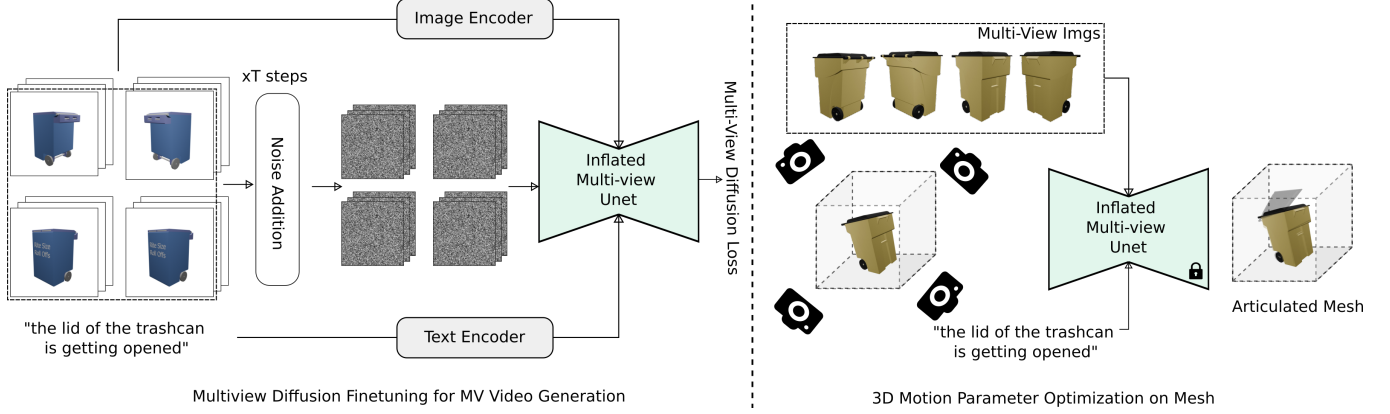 Image Encoder
xT steps
Noise Addition
Inflated
Multi-view
Unet
Multi-View Diffusion Loss
"the lid of the trashcan
is getting opened"
Text Encoder
Multiview Diffusion Finetuning for MV Video Generation
Multi-View Imgs
Inflated
Multi-view
Unet
Articulated Mesh
"the lid of the trashcan
is getting opened"
3D Motion Parameter Optimization on Mesh